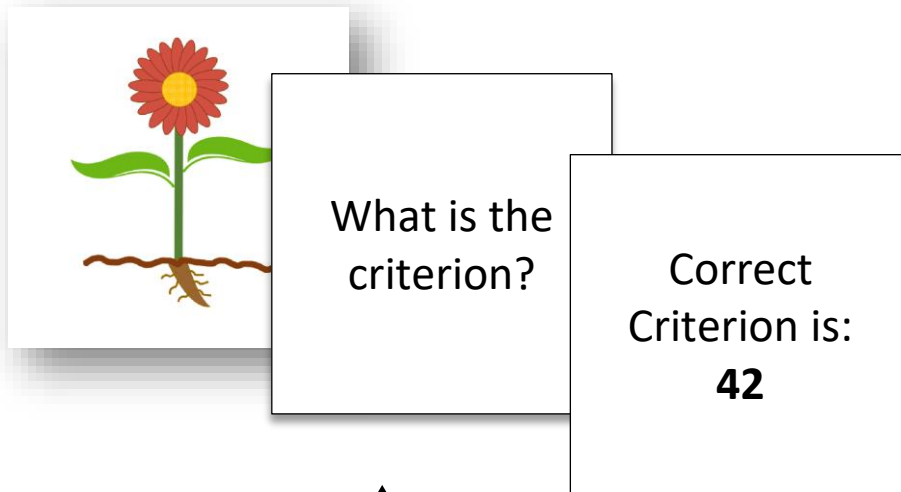 What is the
criterion?
Correct
Criterion is:
42